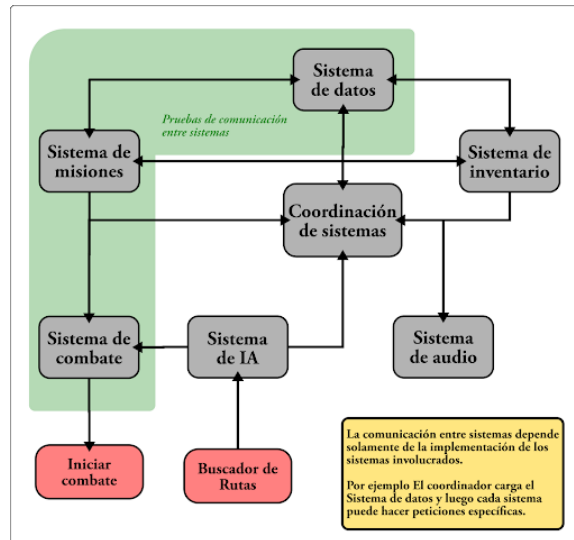 Sistema
de datos
Pruebas de comunicación
entre sistemas
Sistema de
misiones
Sistema de
inventario
Coordinación
de sistemas
Sistema de
combate
Sistema
de IA
Sistema
de audio
Iniciar
combate
Buscador de
Rutas
La comunicación entre sistemas depende
solamente de la implementación de los
sistemas involucrados.
Por ejemplo El coordinador carga el
Sistema de datos y luego cada sistema
puede hacer peticiones específicas.